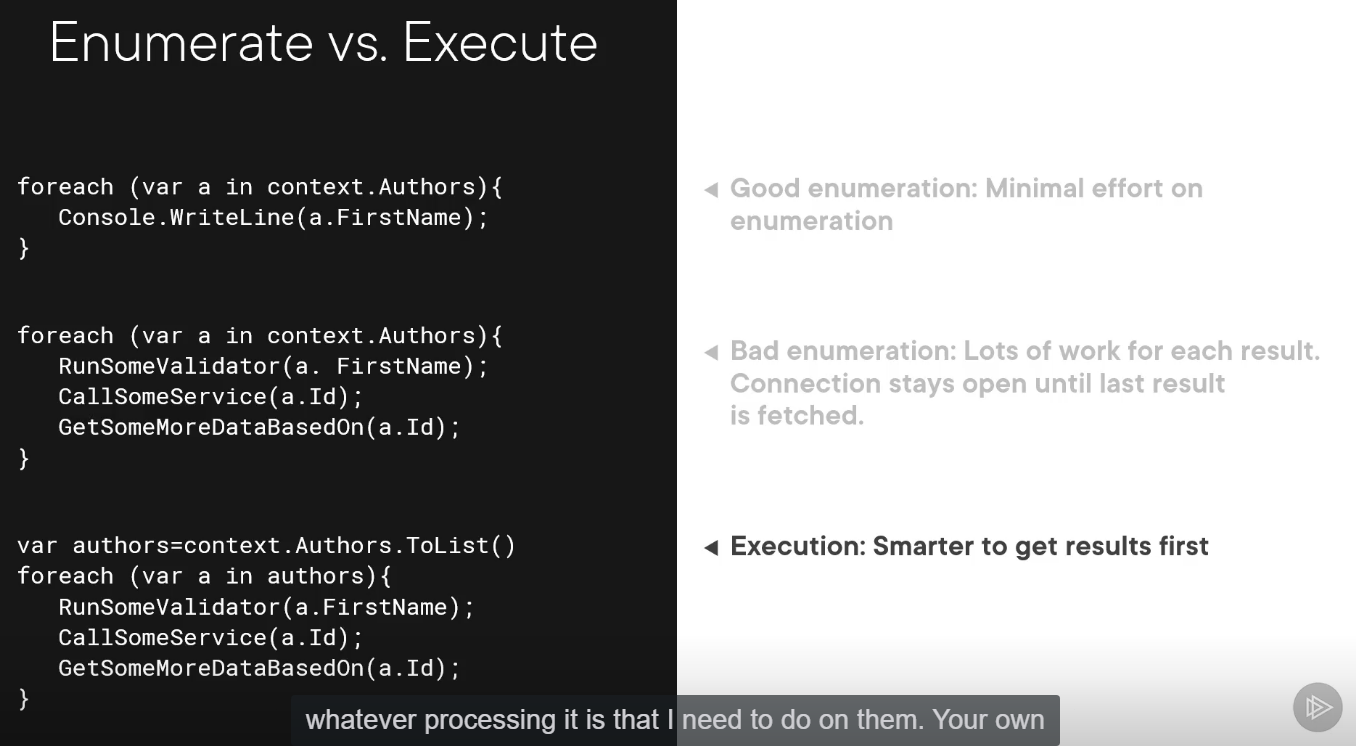 Enumerate vs. Execute
foreach (var a in context.Authors){
   Console.WriteLine(a.FirstName);
}
Good enumeration: Minimal effort on
enumeration
foreach (var a in context.Authors){
   RunSomeValidator(a. FirstName);
   CallSomeService(a.Id);
   GetSomeMoreDataBasedOn(a.Id);
}
Bad enumeration: Lots of work for each result.
Connection stays open until last result
is fetched.
var authors=context.Authors.ToList()
foreach (var a in authors){
   RunSomeValidator(a.FirstName);
   CallSomeService(a.Id);
   GetSomeMoreDataBasedOn(a.Id);
}
Execution: Smarter to get results first
whatever processing it is that I need to do on them. Your own